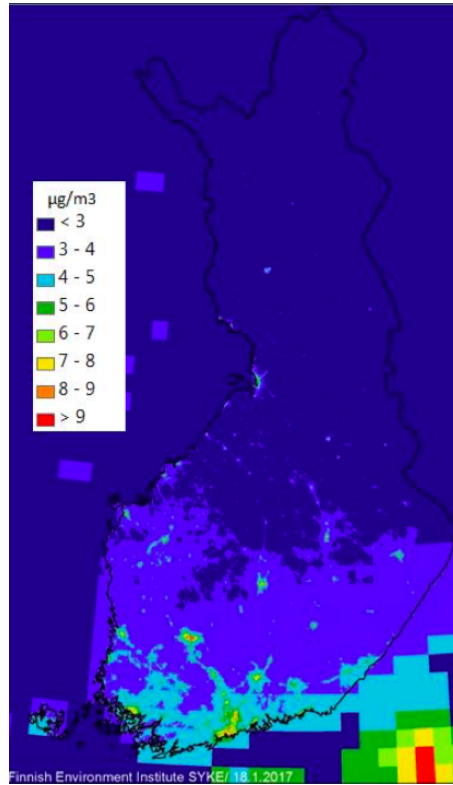 µg/m3
< 3
3 - 4
4 - 5
5 - 6
6 - 7
7 - 8
8 - 9
> 9
Finnish Environment Institute SYKE/ 18.1.2017